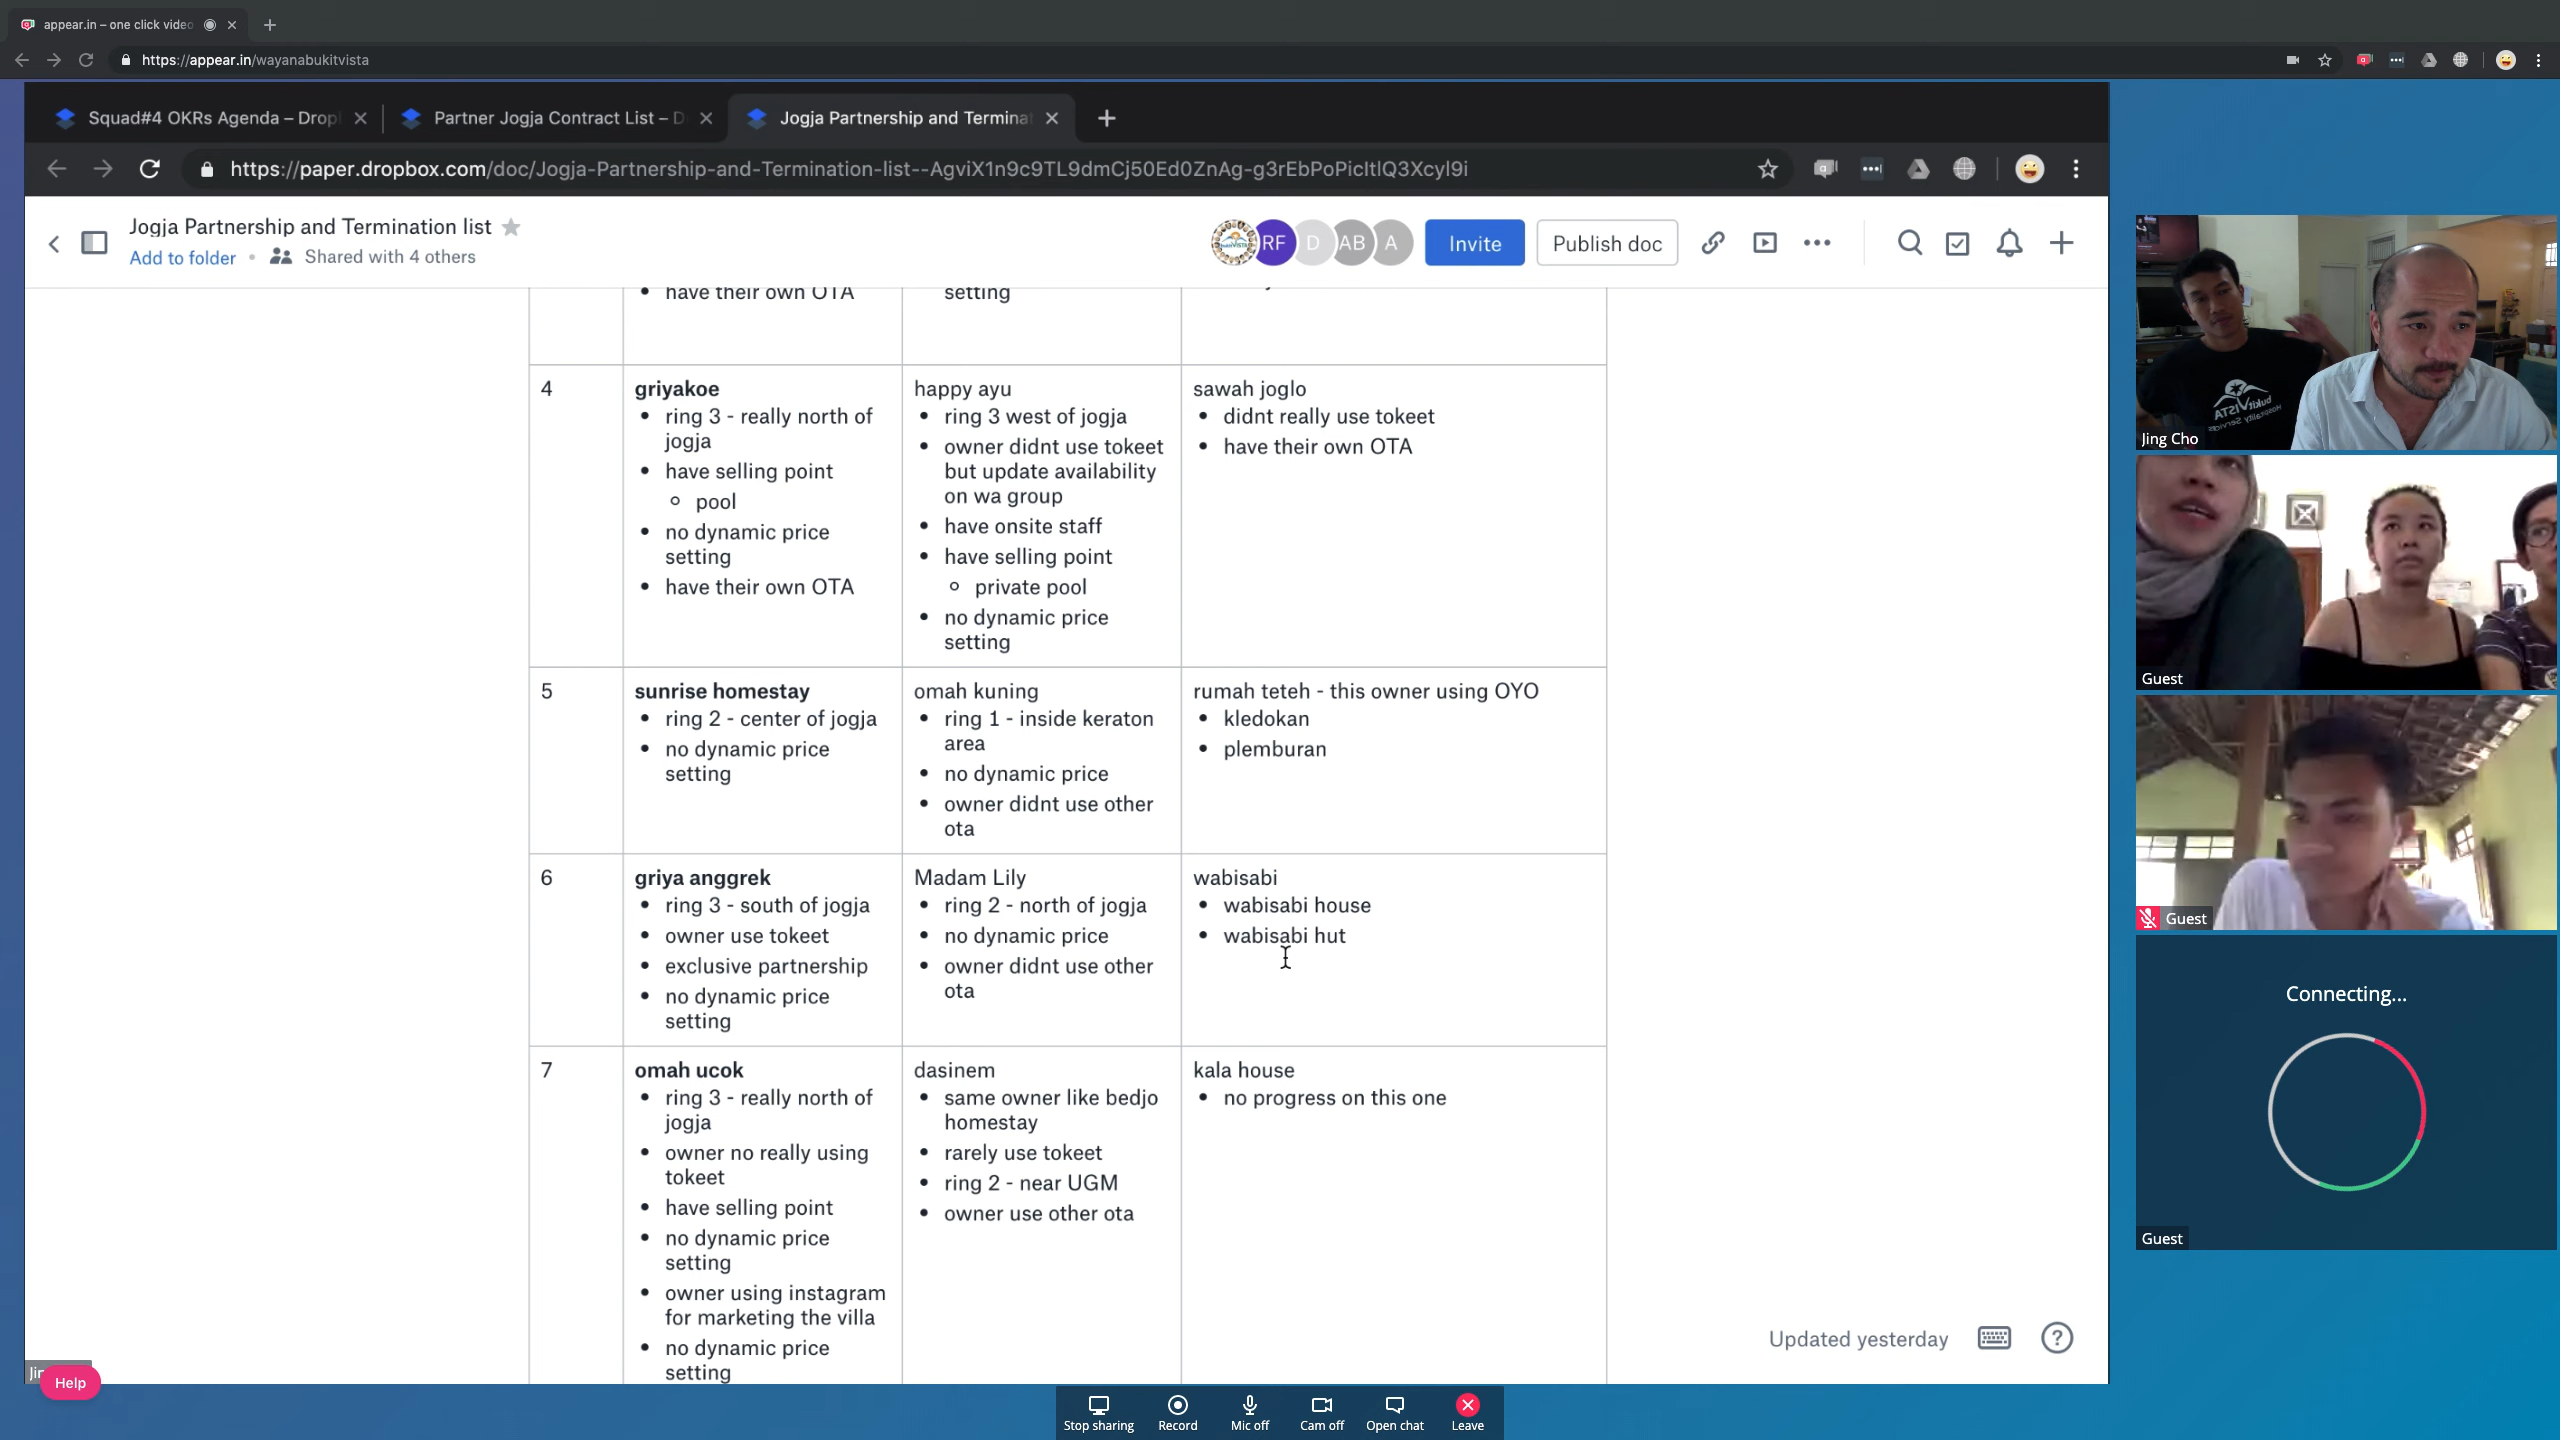 appear.in – one click video
https://appear.in/wayanabukitvista
Squad#4 OKRs Agenda – Drop
Partner Jogja Contract List – D
Jogja Partnership and Terminat
https://paper.dropbox.com/doc/Jogja-Partnership-and-Termination-list--AgviX1n9c9TL9dmCj50Ed0ZnAg-g3rEbPoPicItlQ3Xcyl9i
Jogja Partnership and Termination list
Add to folder • Shared with 4 others
RF D AB A
Invite
Publish doc
• have their own OTA
setting
4
griyakoe
• ring 3 - really north of
jogja
• have selling point
◦ pool
• no dynamic price
setting
• have their own OTA
happy ayu
• ring 3 west of jogja
• owner didnt use tokeet
but update availability
on wa group
• have onsite staff
• have selling point
◦ private pool
• no dynamic price
setting
sawah joglo
• didnt really use tokeet
• have their own OTA
5
sunrise homestay
• ring 2 - center of jogja
• no dynamic price
setting
omah kuning
• ring 1 - inside keraton
area
• no dynamic price
• owner didnt use other
ota
rumah teteh - this owner using OYO
• kledokan
• plemburan
6
griya anggrek
• ring 3 - south of jogja
• owner use tokeet
• exclusive partnership
• no dynamic price
setting
Madam Lily
• ring 2 - north of jogja
• no dynamic price
• owner didnt use other
ota
wabisabi
• wabisabi house
• wabisabi hut
7
omah ucok
• ring 3 - really north of
jogja
• owner no really using
tokeet
• have selling point
• no dynamic price
setting
• owner using instagram
for marketing the villa
• no dynamic price
setting
dasinem
• same owner like bedjo
homestay
• rarely use tokeet
• ring 2 - near UGM
• owner use other ota
kala house
• no progress on this one
Updated yesterday
Help
bukit VISTA
Hospitality Services
Jing Cho
Guest
Guest
Connecting...
Guest
Stop sharing
Record
Mic off
Cam off
Open chat
Leave